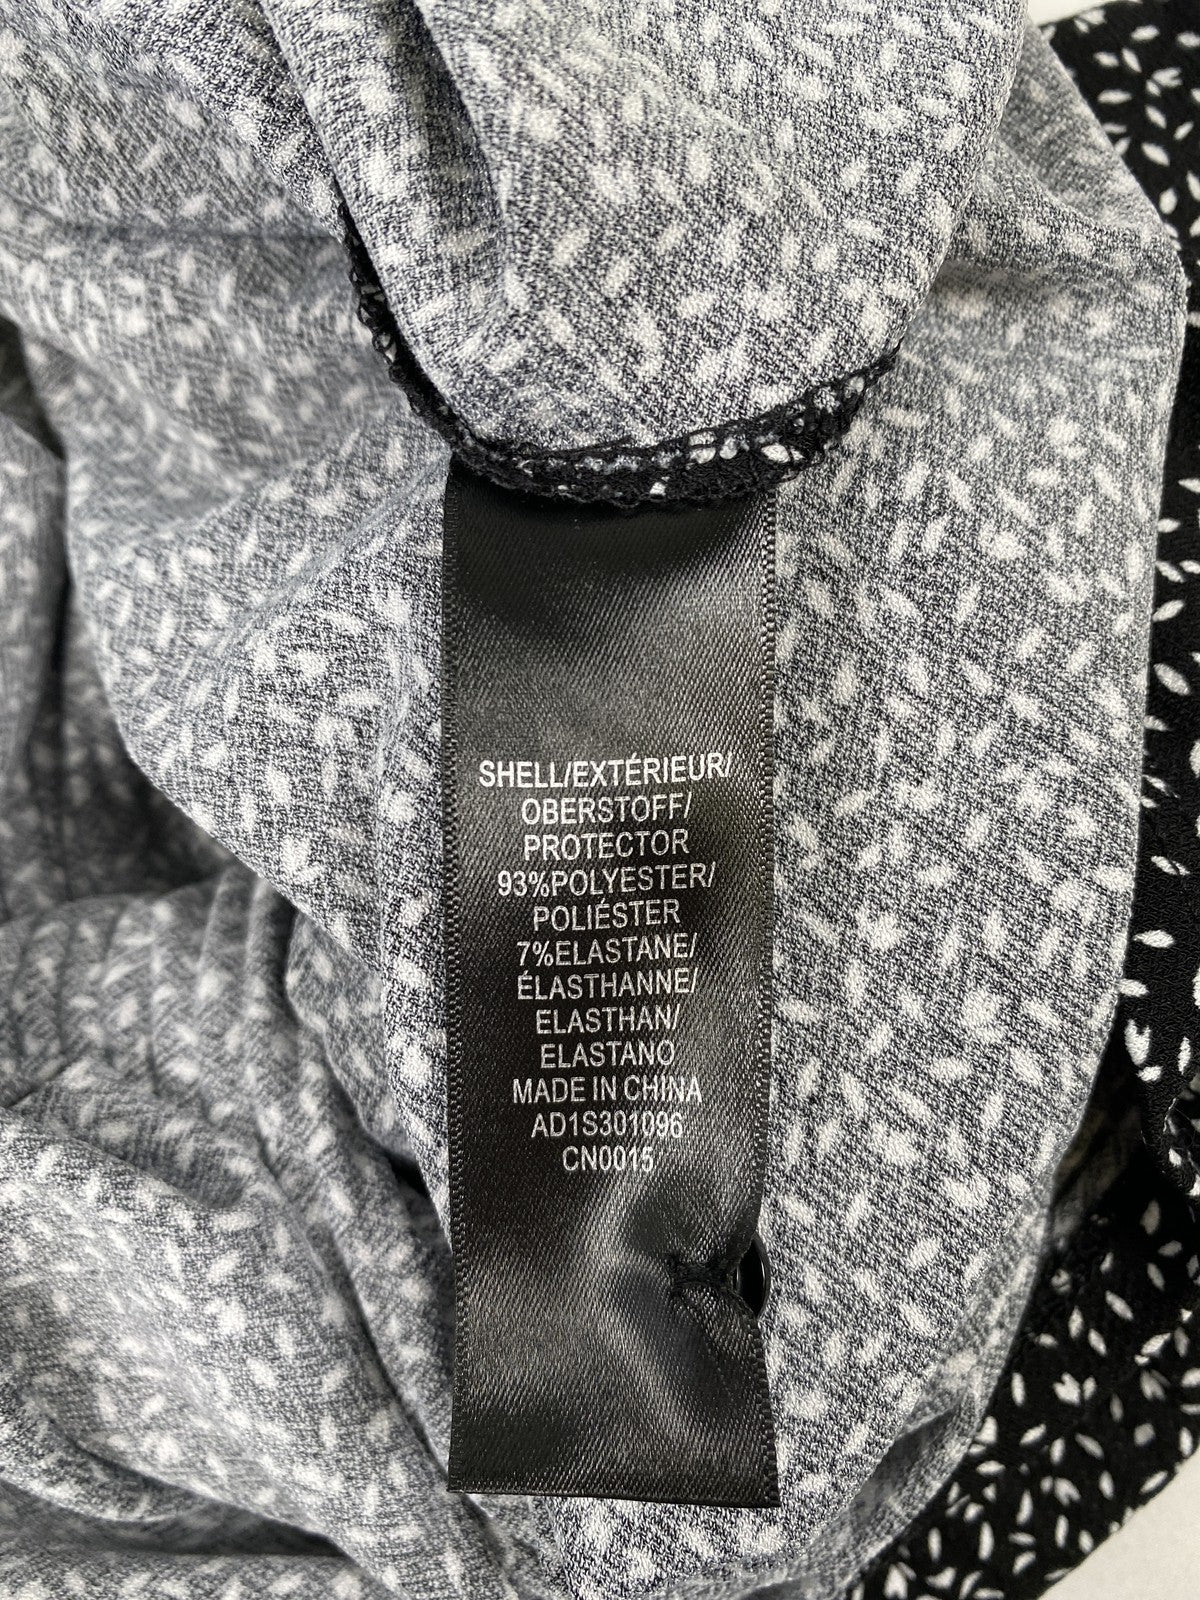 SHELL/EXTÉRIEUR/
OBERSTOFF/
PROTECTOR
93%POLYESTER/
POLIÉSTER
7%ELASTANE/
ÉLASTHANNE/
ELASTHAN/
ELASTANO
MADE IN CHINA
AD1S301096
CN0015